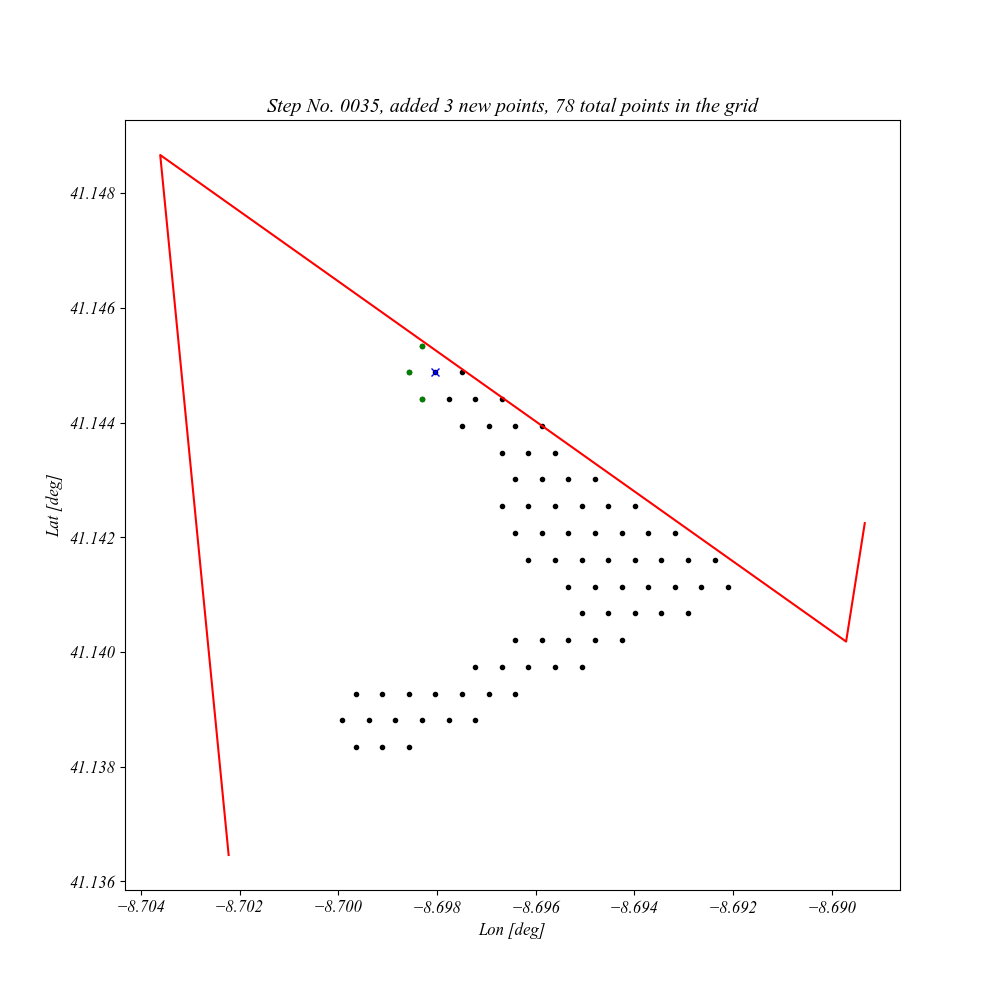 Step No. 0035, added 3 new points, 78 total points in the grid
41.148
41.146
41.144
41.142
41.140
41.138
41.136
Lat [deg]
−8.704 −8.702 −8.700 −8.698 −8.696 −8.694 −8.692 −8.690
Lon [deg]